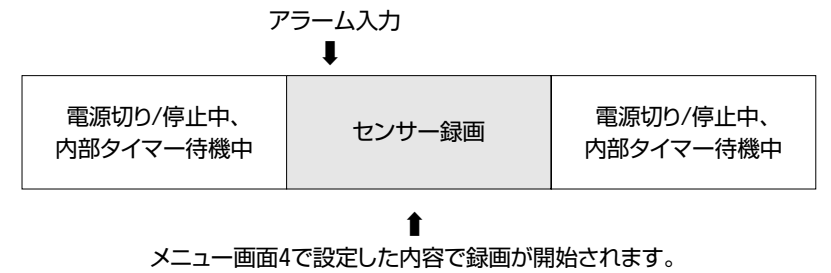 アラーム入力
電源切り/停止中、
内部タイマー待機中
センサー録画
電源切り/停止中、
内部タイマー待機中
メニュー画面4で設定した内容で録画が開始されます。